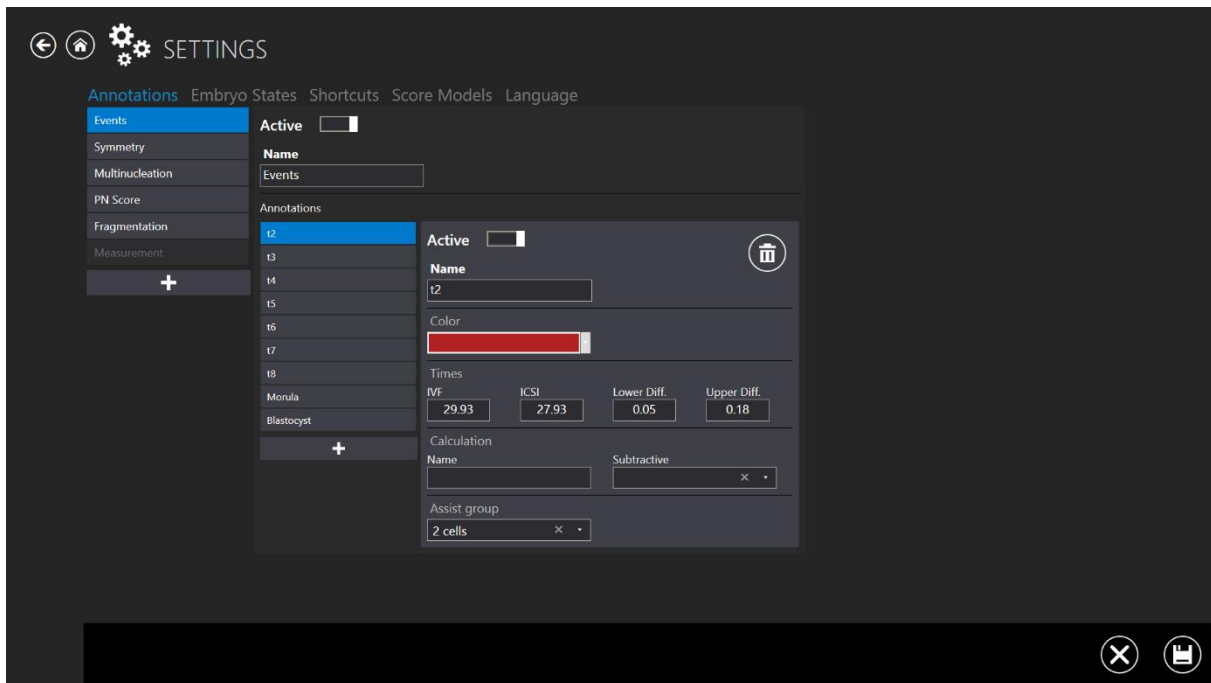 SETTINGS
Annotations Embryo States Shortcuts Score Models Language
Events
Symmetry
Multinucleation
PN Score
Fragmentation
Measurement
Active
Name
Events
Annotations
t2
t3
t4
t5
t6
t7
t8
Morula
Blastocyst
Active
Name
t2
Color
Times
IVF ICSI Lower Diff. Upper Diff.
29.93 27.93 0.05 0.18
Calculation
Name Subtractive
Assist group
2 cells